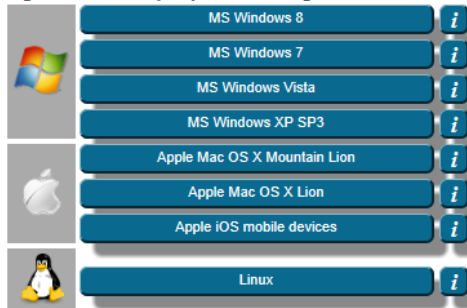 MS Windows 8 i
MS Windows 7 i
MS Windows Vista i
MS Windows XP SP3 i
Apple Mac OS X Mountain Lion i
Apple Mac OS X Lion i
Apple iOS mobile devices i
Linux i